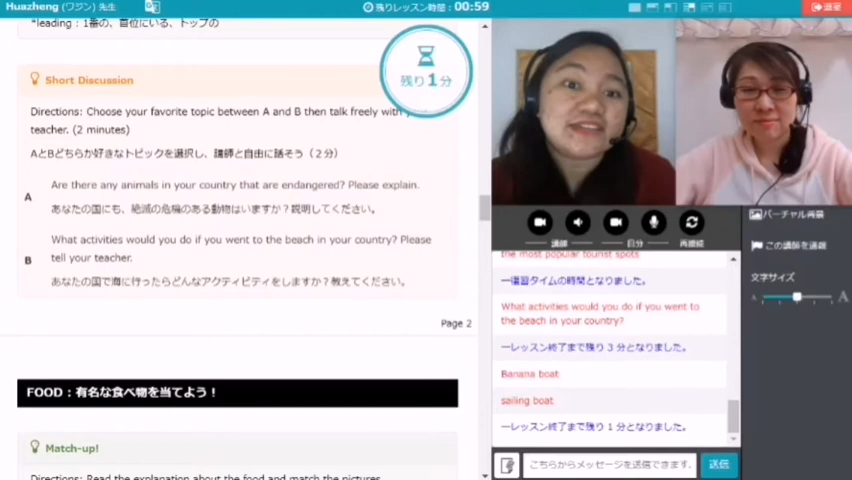 Huazheng (ワジン) 先生
残りレッスン時間：00:59
退室
*leading : 1番の、首位にいる、トップの
残り1分
Short Discussion
Directions: Choose your favorite topic between A and B then talk freely with your
teacher. (2 minutes)
AとBどちらか好きなトピックを選択し、講師と自由に話そう（２分）
A
Are there any animals in your country that are endangered? Please explain.
あなたの国にも、絶滅の危機のある動物はいますか？説明してください。
B
What activities would you do if you went to the beach in your country? Please
tell your teacher.
あなたの国で海に行ったらどんなアクティビティをしますか？教えてください。
Page 2
FOOD : 有名な食べ物を当てよう！
Match-up!
Directions: Read the explanation about the food and match the pictures
講師
自分
再接続
the most popular tourist spots
ー復習タイムの時間となりました。
What activities would you do if you went to
the beach in your country?
ーレッスン終了まで残り 3 分となりました。
Banana boat
sailing boat
ーレッスン終了まで残り 1 分となりました。
こちらからメッセージを送信できます.
送信
バーチャル背景
この講師を通報
文字サイズ
A
A